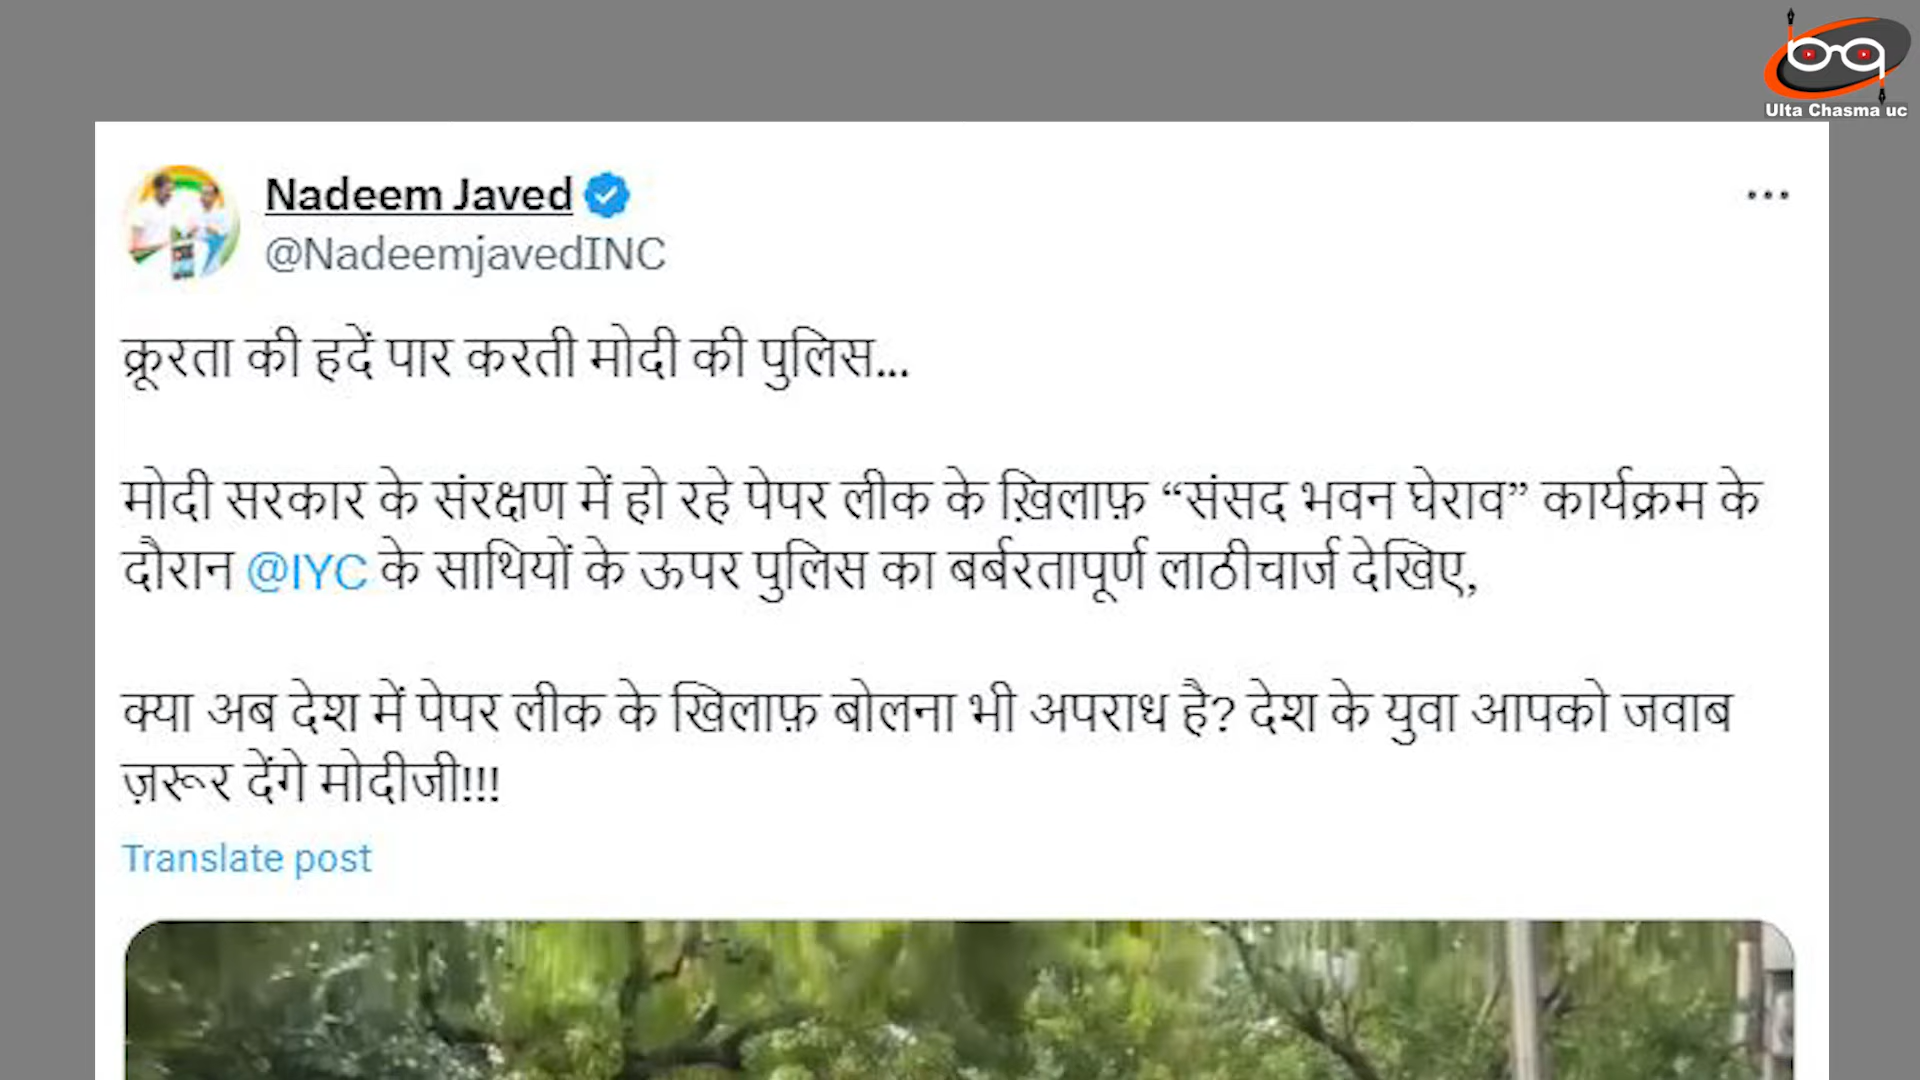 Ulta Chasma uc
Nadeem Javed
@NadeemjavedINC
क्रूरता की हदें पार करती मोदी की पुलिस...
मोदी सरकार के संरक्षण में हो रहे पेपर लीक के ख़िलाफ़ “संसद भवन घेराव” कार्यक्रम के
दौरान @IYC के साथियों के ऊपर पुलिस का बर्बरतापूर्ण लाठीचार्ज देखिए,
क्या अब देश में पेपर लीक के खिलाफ़ बोलना भी अपराध है? देश के युवा आपको जवाब
ज़रूर देंगे मोदीजी!!!
Translate post